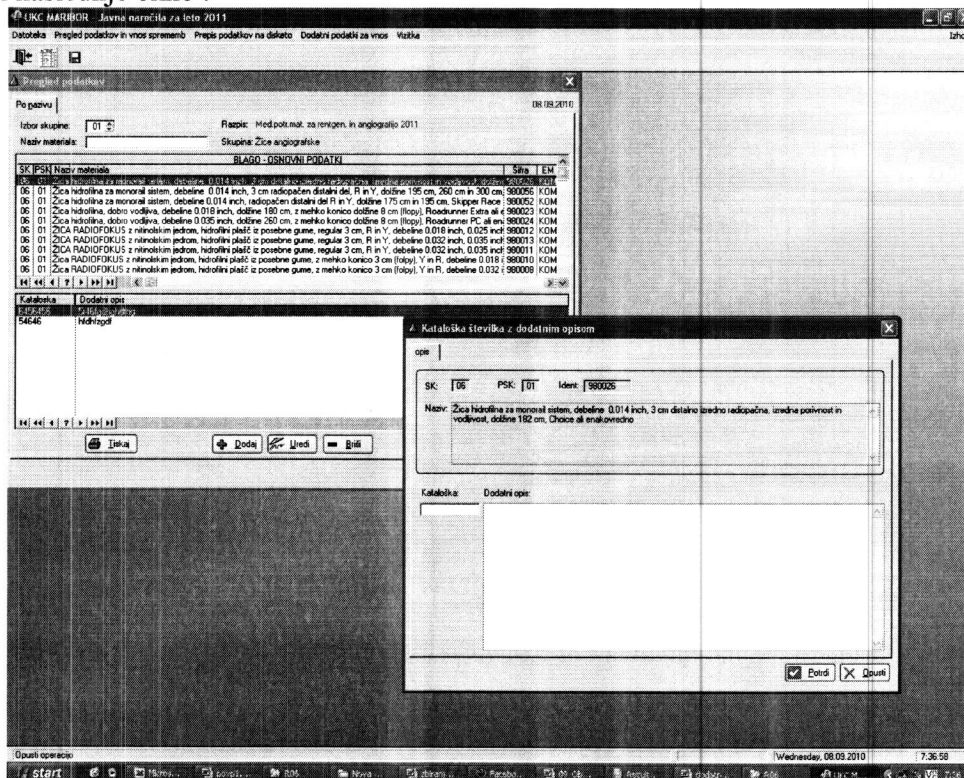 UKC MARIBOR - Javna naročila za leto 2011
Datoteka Pregled podatkov in vnos sprememb Prepis podatkov na disketo Dodatni podatki za vnos Vizitka
Pregled podatkov
Po nazivu 08.09.2010
Izbor skupine: 01 Razpis: Med.potr.mat. za rentgen. in angiografijo 2011
Naziv materiala: Skupina: Žice angiografske
BLAGO - OSNOVNI PODATKI
SK PSK Naziv materiala Šifra EM
06 01 Žica hidrofilna za monorail sistem, debeline 0.014 inch, 3 cm radiopačen distalni del, R in Y, dolžine 195 cm, 260 cm in 300 cm 980056 KOM
06 01 Žica hidrofilna za monorail sistem, debeline 0.014 inch, radiopačen distalni del R in Y, dolžine 175 cm in 195 cm, Skipper Race 980052 KOM
06 01 Žica hidrofilna, dobro vodljiva, debeline 0.018 inch, dolžine 180 cm, z mehko konico dolžine 8 cm (flopy), Roadrunner Extra ali 980023 KOM
06 01 Žica hidrofilna, dobro vodljiva, debeline 0.035 inch, dolžine 260 cm, z mehko konico dolžine 8 cm (flopy), Roadrunner PC ali 980024 KOM
06 01 ŽICA RADIOFOKUS z nitinolskim jedrom, hidrofilni plašč iz posebne gume, regular 3 cm, R in Y, debeline 0.018 inch, 0.025 inch 980012 KOM
06 01 ŽICA RADIOFOKUS z nitinolskim jedrom, hidrofilni plašč iz posebne gume, regular 3 cm, R in Y, debeline 0.032 inch, 0.035 inch 980013 KOM
06 01 ŽICA RADIOFOKUS z nitinolskim jedrom, hidrofilni plašč iz posebne gume, regular 3 cm, R in Y, debeline 0.032 inch, 0.035 inch 980011 KOM
06 01 Žica RADIOFOKUS z nitinolskim jedrom, hidrofilni plašč iz posebne gume, z mehko konico 3 cm (folpy), Y in R, debeline 0.018 980010 KOM
06 01 Žica RADIOFOKUS z nitinolskim jedrom, hidrofilni plašč iz posebne gume, z mehko konico 3 cm (folpy), Y in R, debeline 0.032 980008 KOM
Kataloska Dodatni opis
6456456
54646 hfdhfzgdf
Tiskaj Dodaj Uredi Briši
Kataloška številka z dodatnim opisom
opis
SK: 06 PSK: 01 Ident: 980026
Naziv: Žica hidrofilna za monorail sistem, debeline 0.014 inch, 3 cm distalno izredno radiopačna, izredna porivnost in
vodljivost, dolžine 182 cm, Choice ali enakovredno
Kataloška: Dodatni opis:
Potrdi Opusti
Opusti operacijo Wednesday, 08.09.2010 7:36:58
start